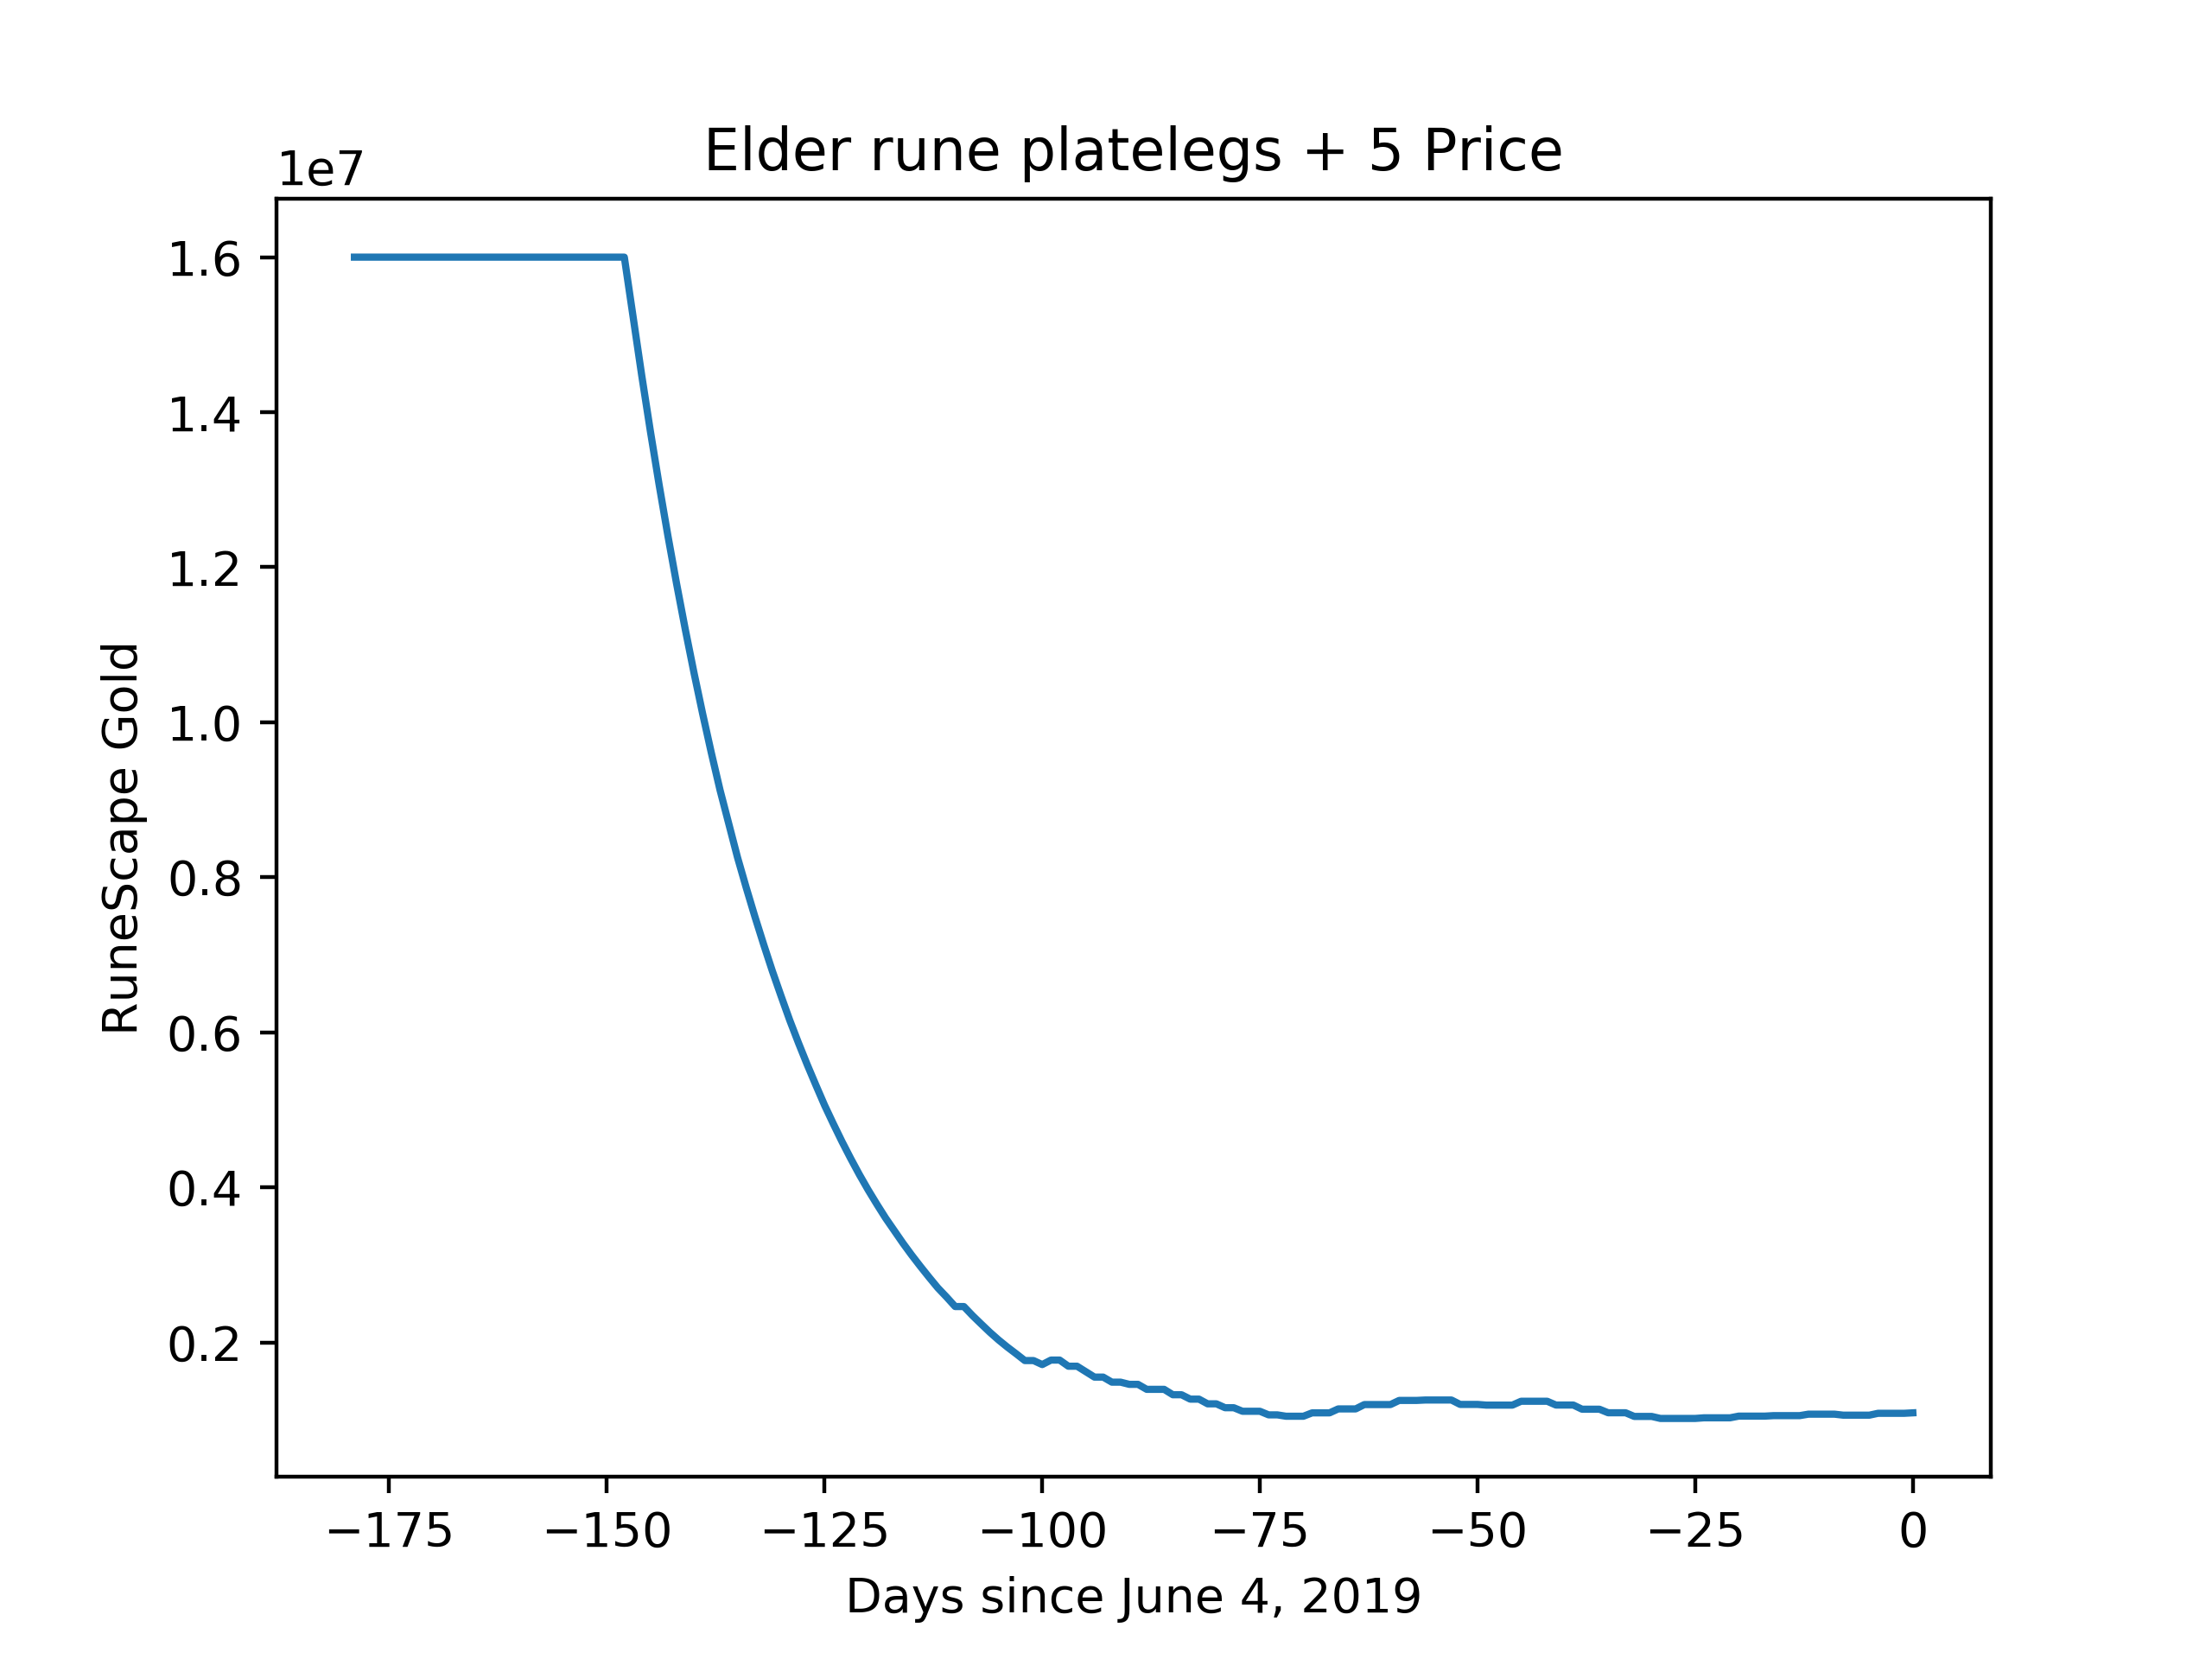 Elder rune platelegs + 5 Price
1e7
1.6
1.4
1.2
1.0
0.8
0.6
0.4
0.2
RuneScape Gold
−175 −150 −125 −100 −75 −50 −25 0
Days since June 4, 2019